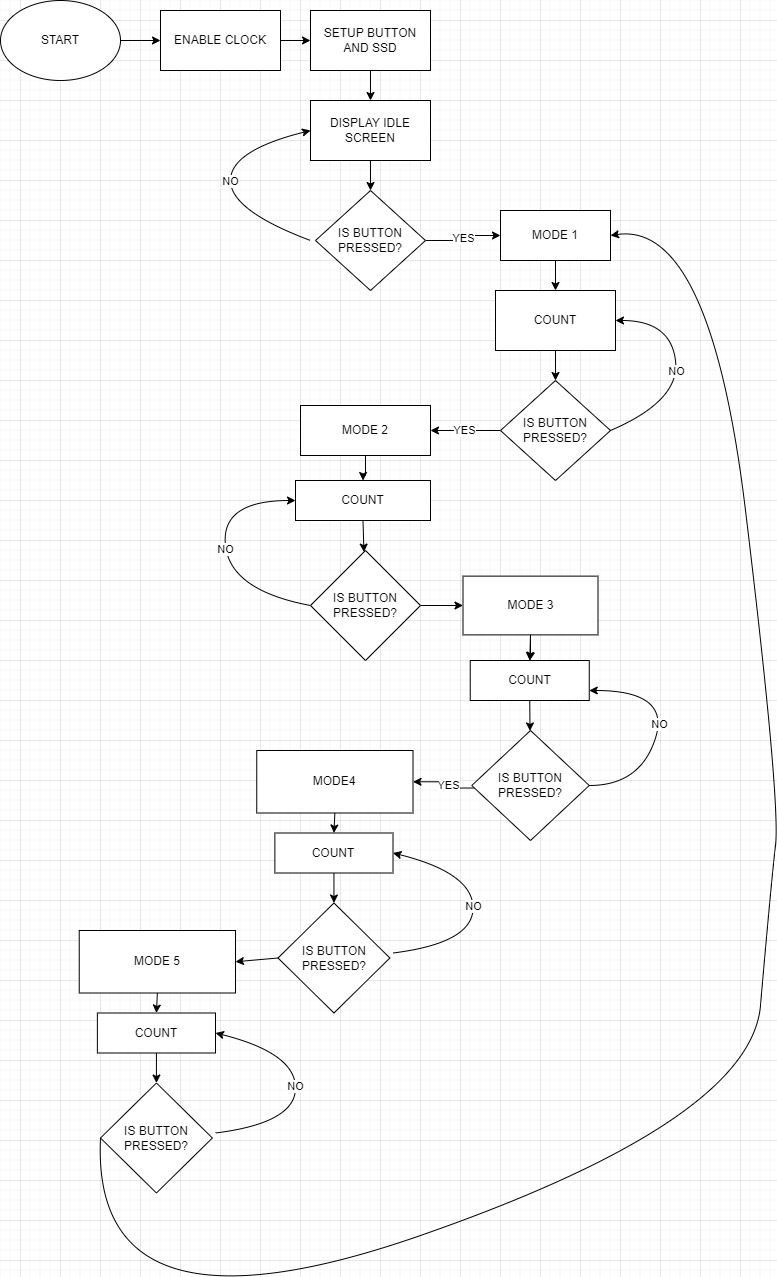 START
ENABLE CLOCK
SETUP BUTTON
AND SSD
DISPLAY IDLE
SCREEN
NO
IS BUTTON
PRESSED?
YES
MODE 1
COUNT
NO
IS BUTTON
PRESSED?
YES
MODE 2
COUNT
NO
IS BUTTON
PRESSED?
MODE 3
COUNT
NO
IS BUTTON
PRESSED?
YES
MODE4
COUNT
NO
IS BUTTON
PRESSED?
MODE 5
COUNT
NO
IS BUTTON
PRESSED?